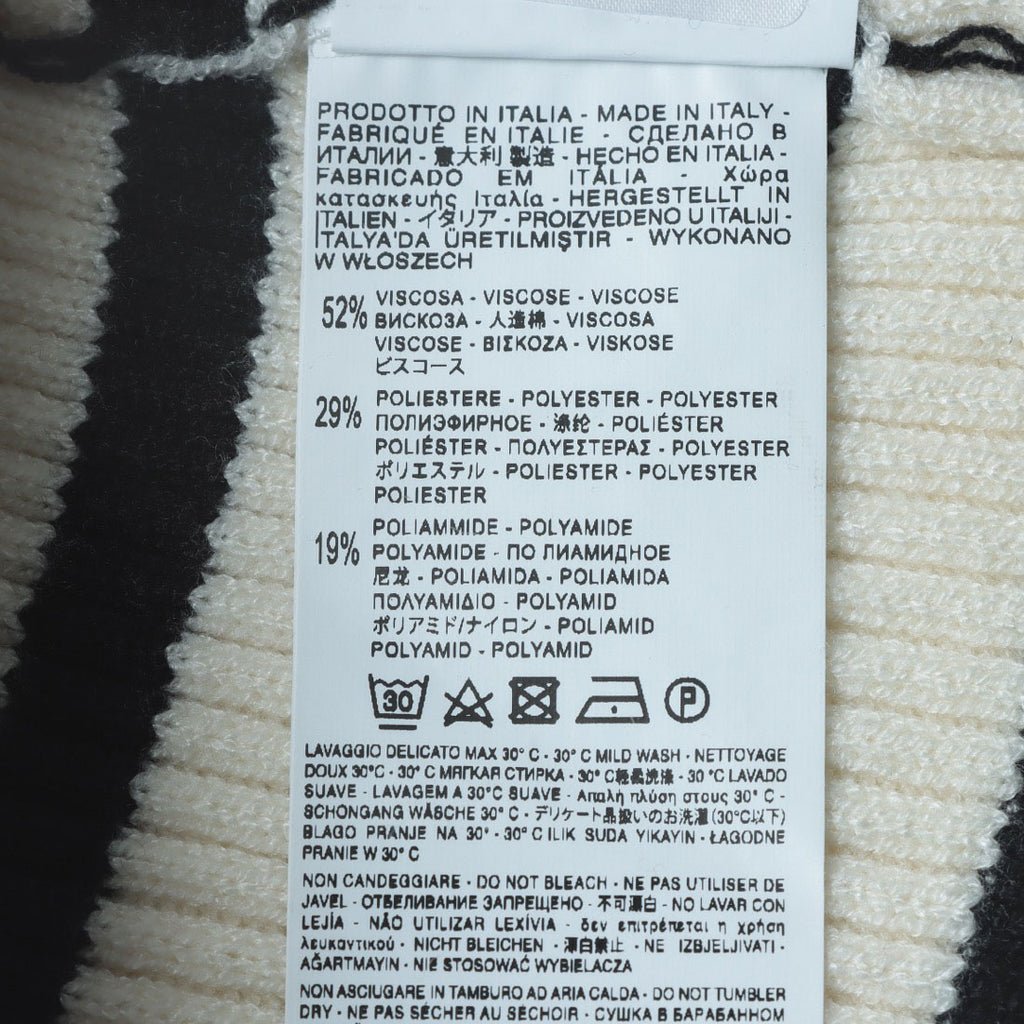 PRODOTTO IN ITALIA - MADE IN ITALY -
FABRIQUÉ EN ITALIE - СДЕЛАНО В
ИТАЛИИ - 意大利 製造 - HECHO EN ITALIA -
FABRICADO EM ITÁLIA - Χώρα
κατασκευής Ιταλία - HERGESTELLT IN
ITALIEN - イタリア - PROIZVEDENO U ITALIJI -
ITALYA'DA ÜRETILMIŞTIR - WYKONANO
W WŁOSZECH
52% VISCOSA - VISCOSE - VISCOSE
ВИСКОЗА - 人造棉 - VISCOSA
VISCOSE - ΒΙΣΚΟΖΑ - VISKOSE
ビスコース
29% POLIESTERE - POLYESTER - POLYESTER
ПОЛИЭФИРНОЕ - 涤纶 - POLIÉSTER
POLIÉSTER - ΠΟΛΥΕΣΤΕΡΑΣ - POLYESTER
ポリエステル - POLIESTER - POLYESTER
POLIESTER
19% POLIAMMIDE - POLYAMIDE
POLYAMIDE - ПО ЛИАМИДНОЕ
尼龙 - POLIAMIDA - POLIAMIDA
ΠΟΛΥΑΜΙΔΙΟ - POLYAMID
ポリアミド/ナイロン - POLIAMID
POLYAMID - POLYAMID
30 P
LAVAGGIO DELICATO MAX 30° C - 30° C MILD WASH - NETTOYAGE
DOUX 30°C - 30° C МЯГКАЯ СТИРКА - 30° C輕柔洗滌 - 30 °C LAVADO
SUAVE - LAVAGEM A 30°C SUAVE - Απαλή πλύση στους 30° C -
SCHONGANG WÄSCHE 30° C - デリケート品扱いのお洗濯(30°C以下)
BLAGO PRANJE NA 30° - 30° C ILIK SUDA YIKAYIN - ŁAGODNE
PRANIE W 30° C
NON CANDEGGIARE - DO NOT BLEACH - NE PAS UTILISER DE
JAVEL - ОТБЕЛИВАНИЕ ЗАПРЕЩЕНО - 不可漂白 - NO LAVAR CON
LEJÍA - NÃO UTILIZAR LEXÍVIA - δεν επιτρέπεται η χρήση
λευκαντικού - NICHT BLEICHEN - 漂白禁止 - NE IZBJELJIVATI -
AĞARTMAYIN - NIE STOSOWAĆ WYBIELACZA
NON ASCIUGARE IN TAMBURO AD ARIA CALDA - DO NOT TUMBLER
DRY - NE PAS SÉCHER AU SÉCHOIR - СУШКА В БАРАБАННОМ